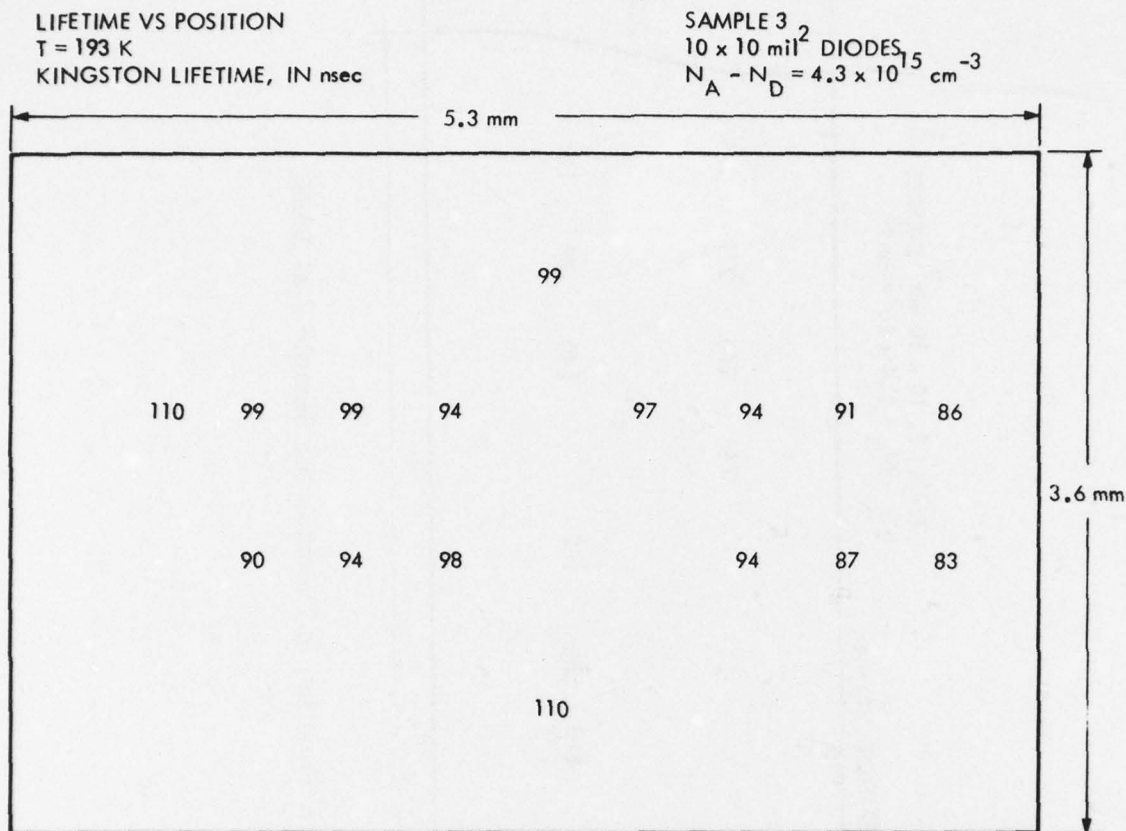 LIFETIME VS POSITION
T = 193 K
KINGSTON LIFETIME, IN nsec
SAMPLE 3
10 x 10 mil² DIODES
N_A - N_D = 4.3 x 10¹⁵ cm⁻³
5.3 mm
99
110 99 99 94 97 94 91 86
3.6 mm
90 94 98 94 87 83
110